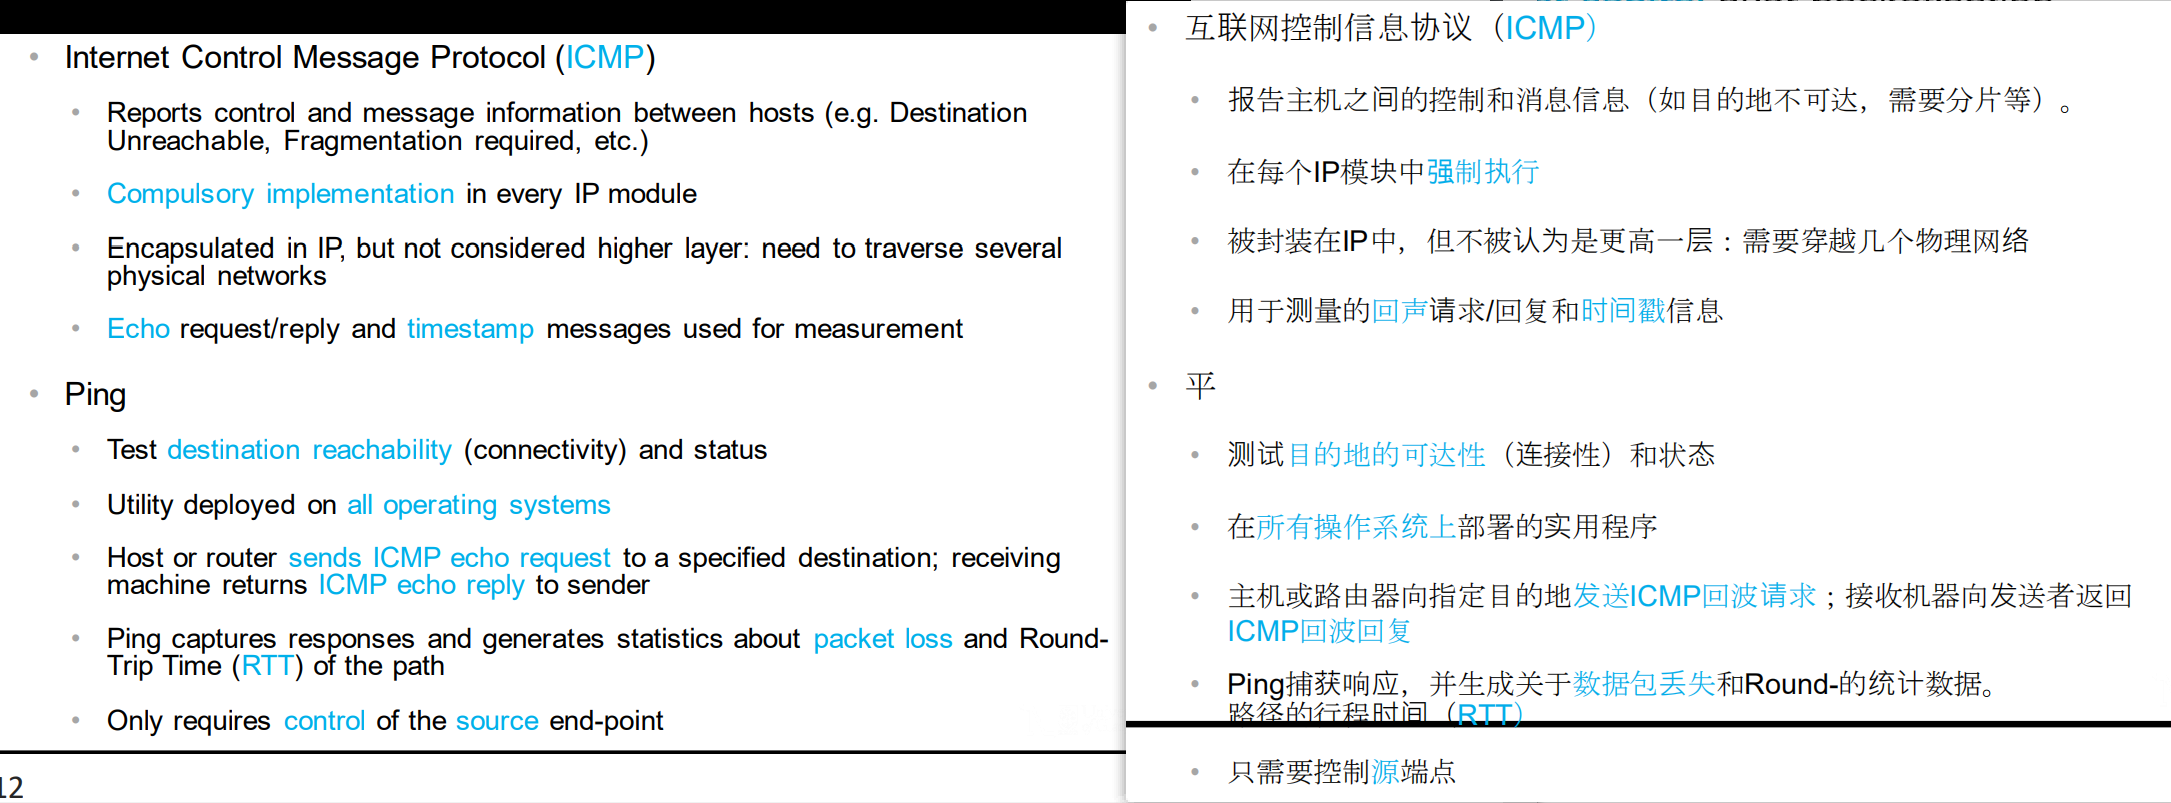 Internet Control Message Protocol (ICMP)
Reports control and message information between hosts (e.g. Destination
Unreachable, Fragmentation required, etc.)
Compulsory implementation in every IP module
Encapsulated in IP, but not considered higher layer: need to traverse several
physical networks
Echo request/reply and timestamp messages used for measurement
Ping
Test destination reachability (connectivity) and status
Utility deployed on all operating systems
Host or router sends ICMP echo request to a specified destination; receiving
machine returns ICMP echo reply to sender
Ping captures responses and generates statistics about packet loss and Round-
Trip Time (RTT) of the path
Only requires control of the source end-point
12
互联网控制信息协议（ICMP）
报告主机之间的控制和消息信息（如目的地不可达，需要分片等）。
在每个IP模块中强制执行
被封装在IP中，但不被认为是更高一层：需要穿越几个物理网络
用于测量的回声请求/回复和时间戳信息
平
测试目的地的可达性（连接性）和状态
在所有操作系统上部署的实用程序
主机或路由器向指定目的地发送ICMP回波请求；接收机器向发送者返回
ICMP回波回复
Ping捕获响应，并生成关于数据包丢失和Round-的统计数据。
路径的行程时间（RTT）
只需要控制源端点